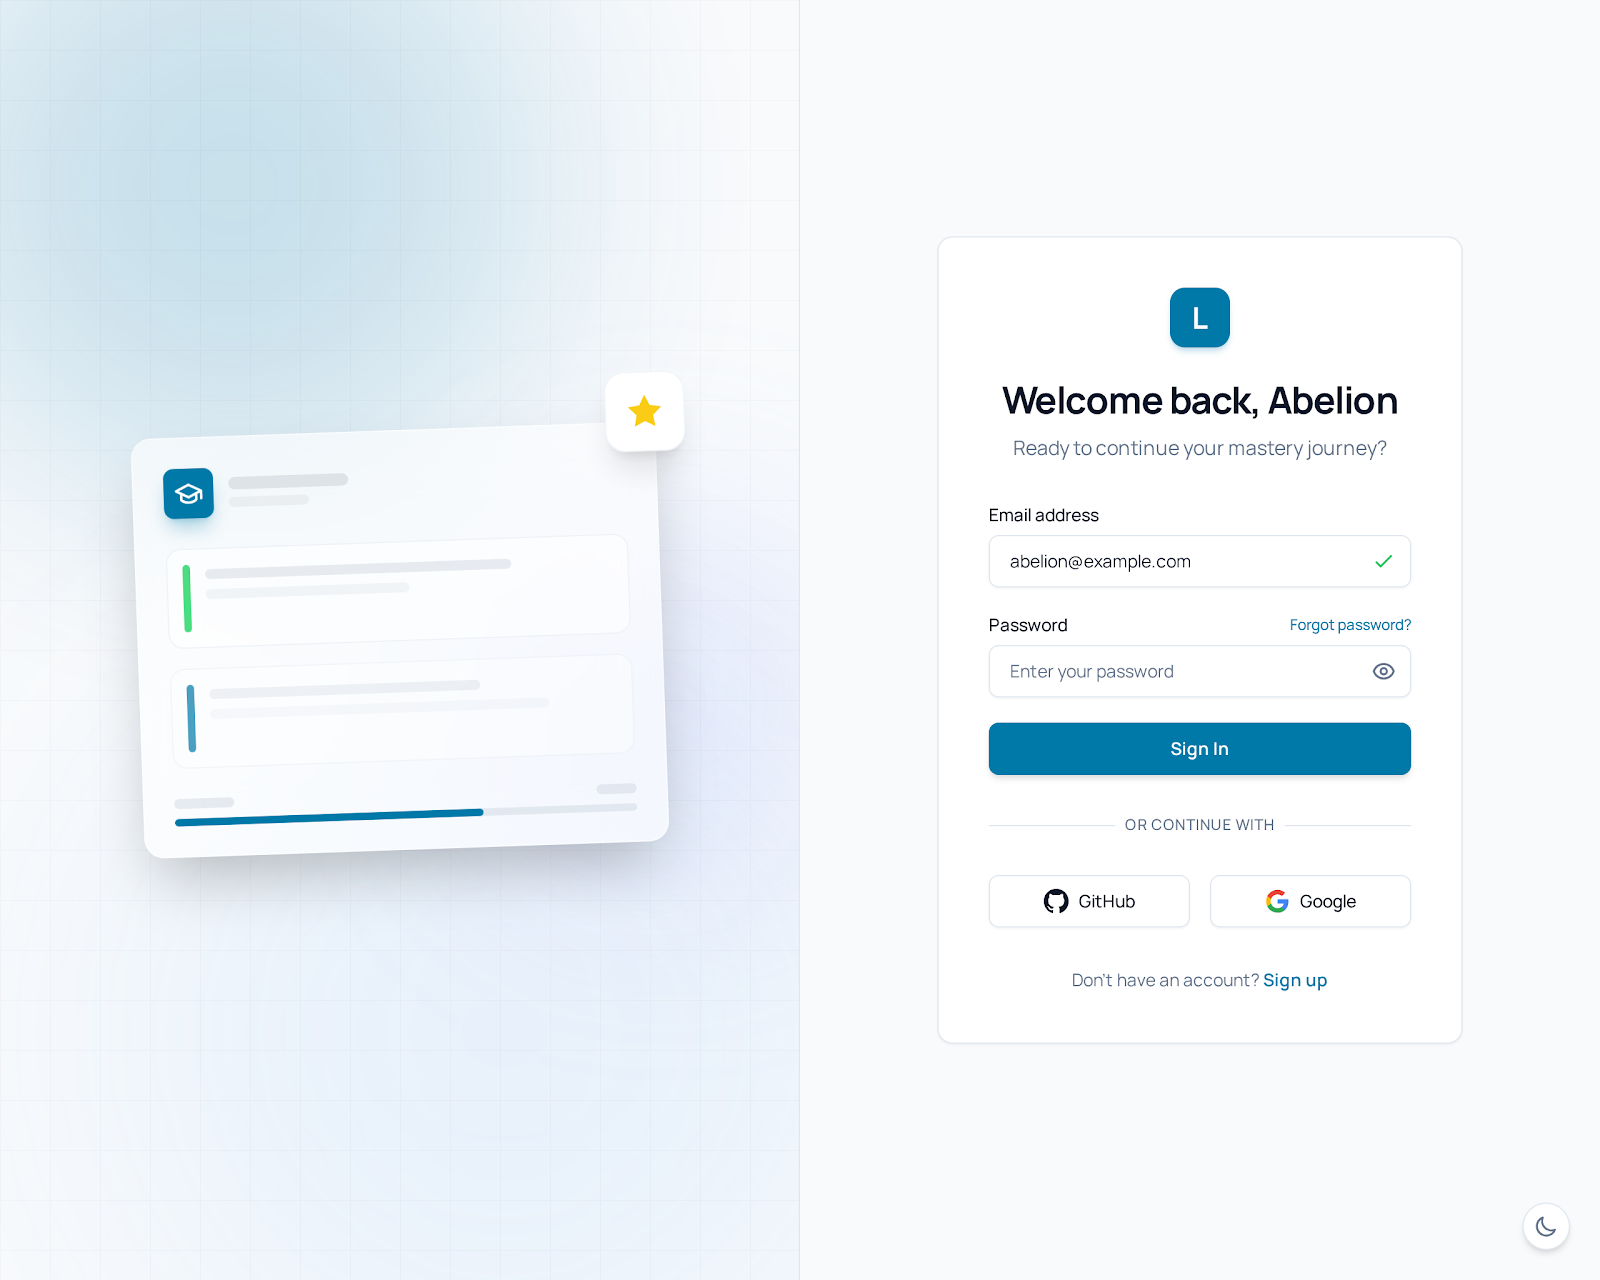 L
Welcome back, Abelion
Ready to continue your mastery journey?
Email address
abelion@example.com
Password
Forgot password?
Enter your password
Sign In
OR CONTINUE WITH
GitHub
Google
Don't have an account? Sign up